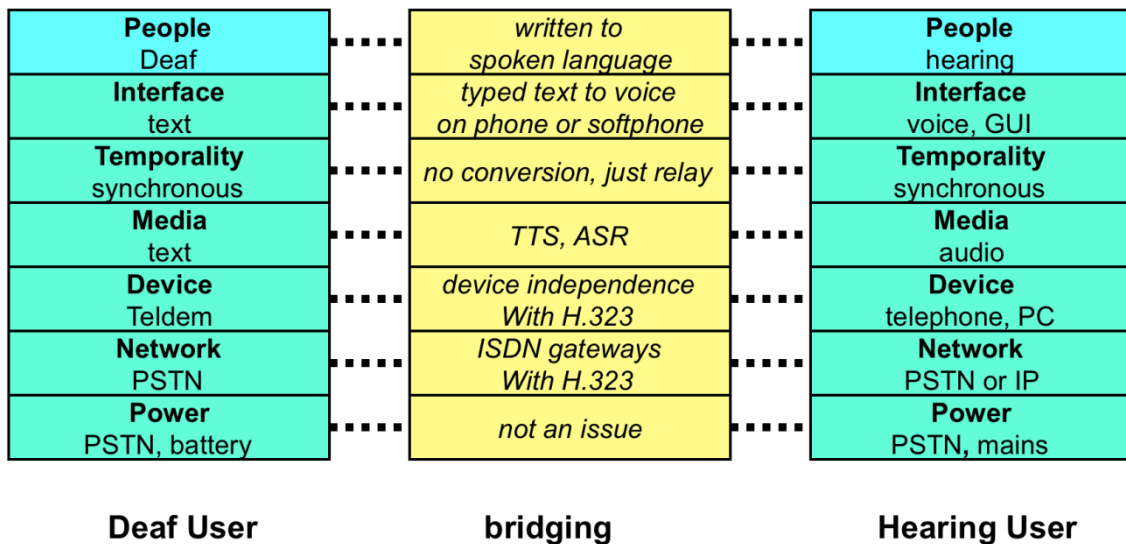 People
Deaf
written to
spoken language
People
hearing
Interface
text
typed text to voice
on phone or softphone
Interface
voice, GUI
Temporality
synchronous
no conversion, just relay
Temporality
synchronous
Media
text
TTS, ASR
Media
audio
Device
Teldem
device independence
With H.323
Device
telephone, PC
Network
PSTN
ISDN gateways
With H.323
Network
PSTN or IP
Power
PSTN, battery
not an issue
Power
PSTN, mains
Deaf User
bridging
Hearing User